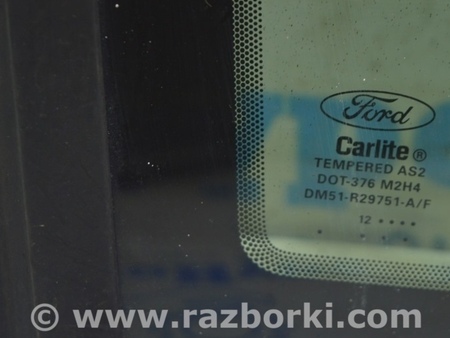 Ford
Carlite ®
TEMPERED AS2
DOT-376 M2H4
DM51-R29751-A/F
12 ••••
© www.razborki.com